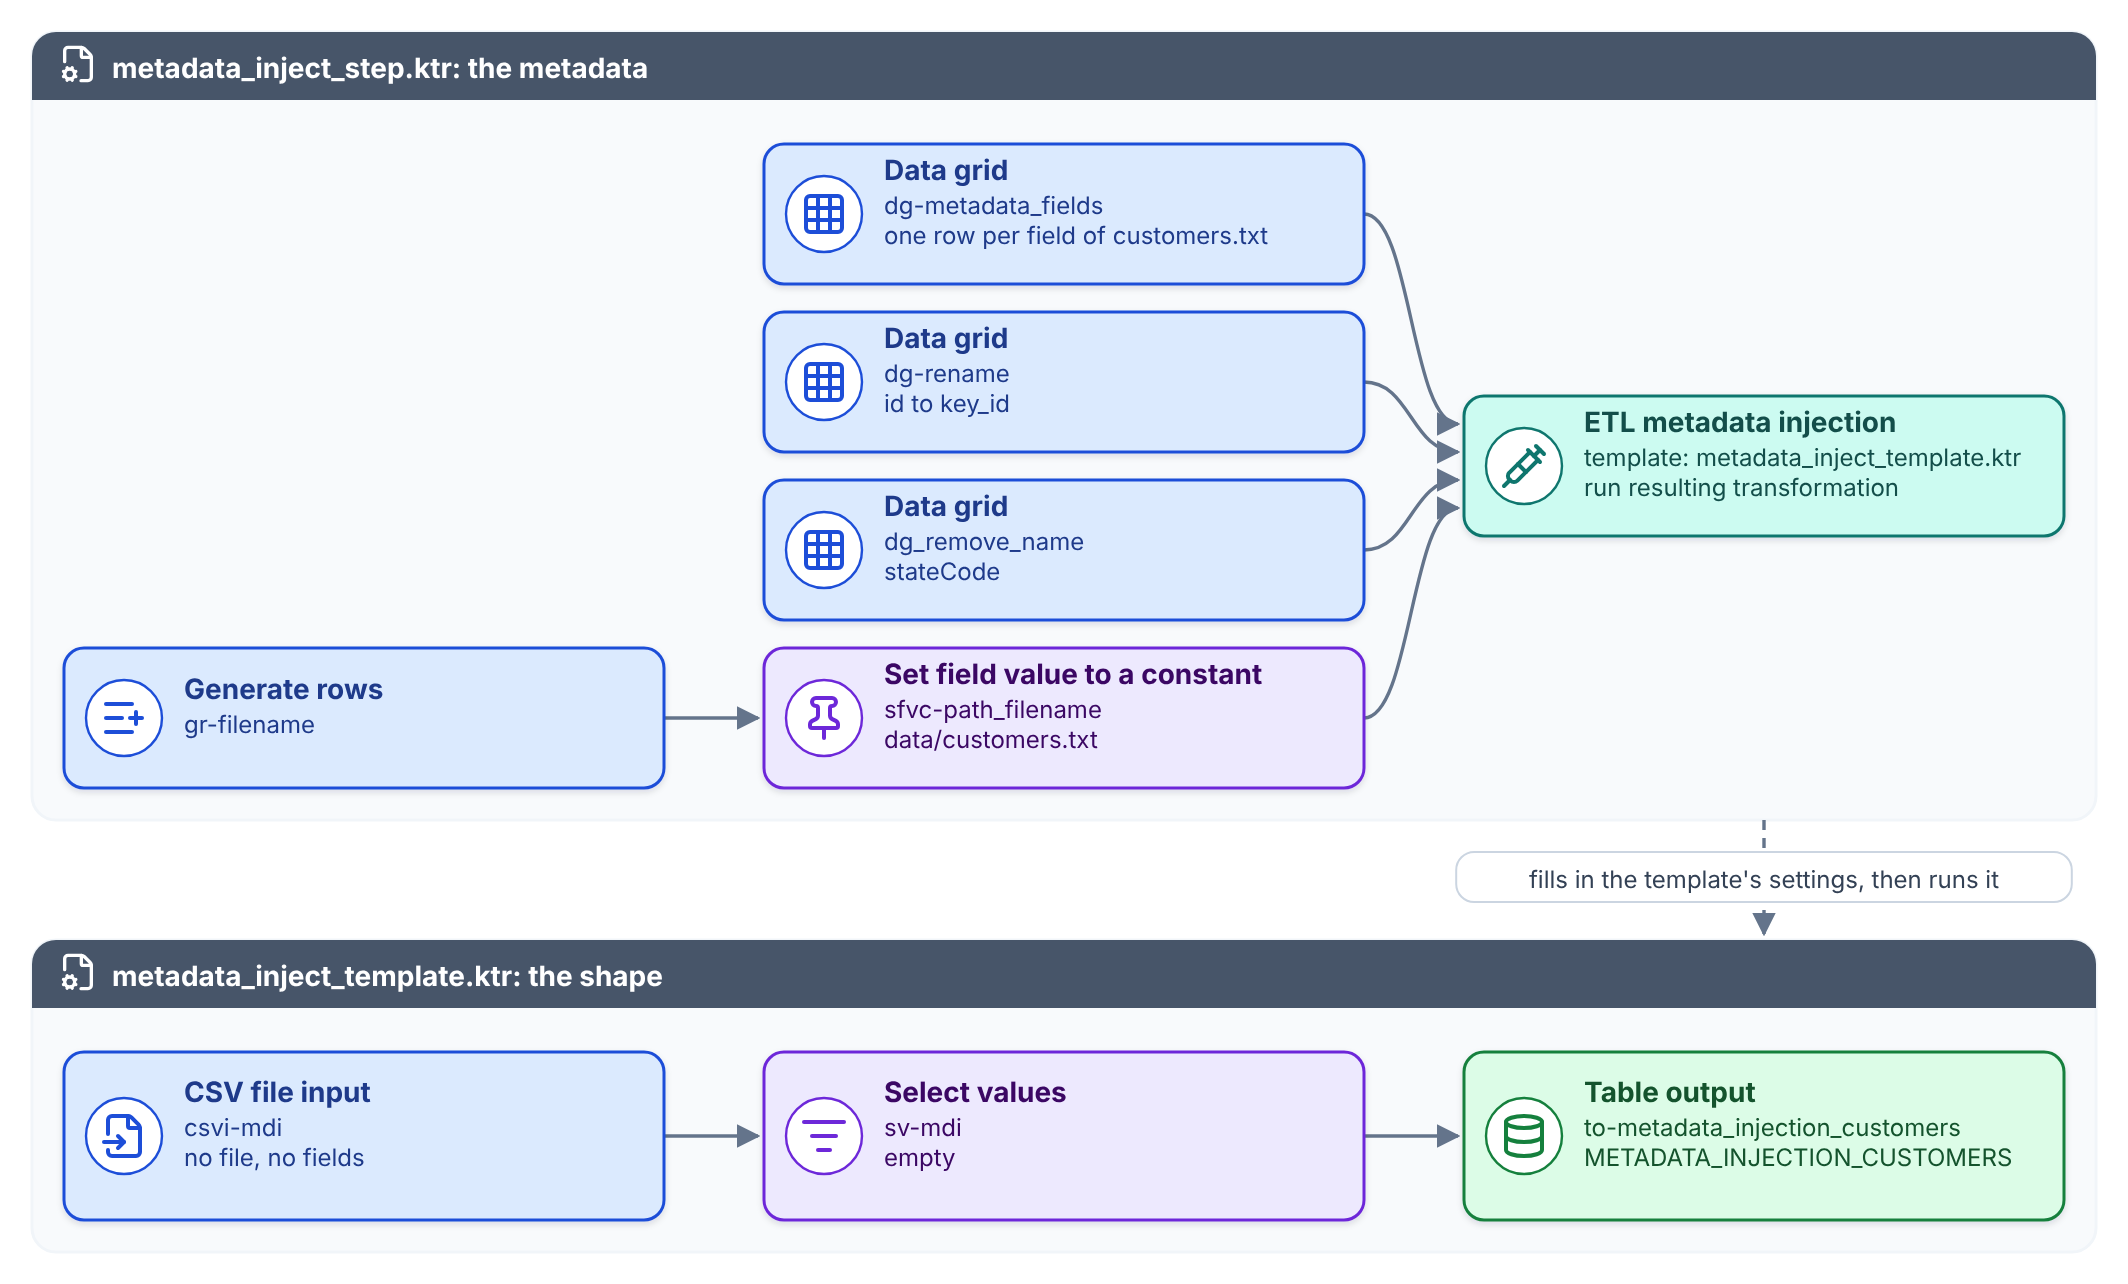 metadata_inject_step.ktr: the metadata
Data grid
dg-metadata_fields
one row per field of customers.txt
Data grid
dg-rename
id to key_id
Data grid
dg_remove_name
stateCode
Generate rows
gr-filename
Set field value to a constant
sfvc-path_filename
data/customers.txt
ETL metadata injection
template: metadata_inject_template.ktr
run resulting transformation
fills in the template's settings, then runs it
metadata_inject_template.ktr: the shape
CSV file input
csvi-mdi
no file, no fields
Select values
sv-mdi
empty
Table output
to-metadata_injection_customers
METADATA_INJECTION_CUSTOMERS